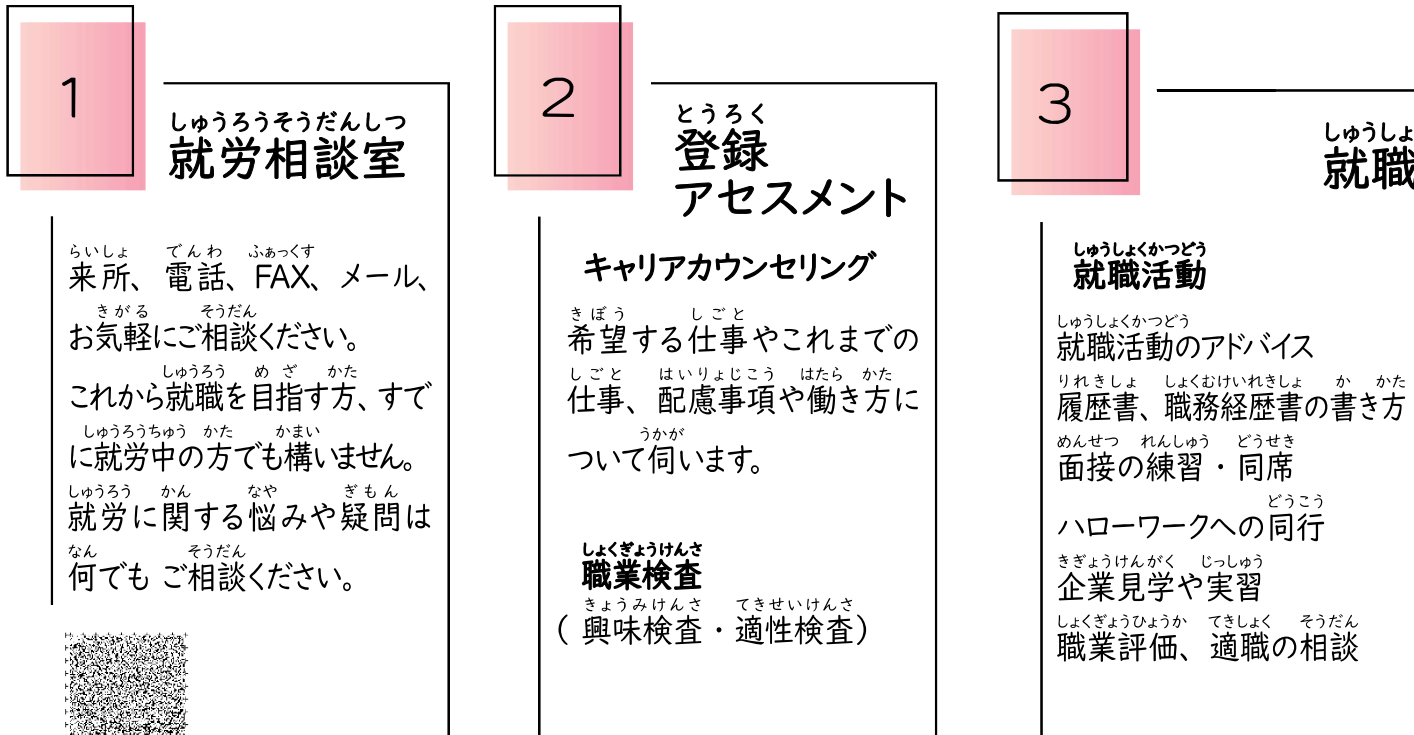 1
しゅうろうそうだんしつ
就労相談室
らいしょ でんわ ふぁっくす
来所、電話、FAX、メール、
きがる そうだん
お気軽にご相談ください。
しゅうろう めざ かた
これから就職を目指す方、すで
しゅうろうちゅう かた かまい
に就労中の方でも構いません。
しゅうろう かん なや ぎもん
就労に関する悩みや疑問は
なん そうだん
何でも ご相談ください。
2
とうろく
登録
アセスメント
キャリアカウンセリング
きぼう しごと
希望する仕事やこれまでの
しごと はいりょじこう はたら かた
仕事、配慮事項や働き方に
うかが
ついて伺います。
しょくぎょうけんさ
職業検査
きょうみけんさ てきせいけんさ
( 興味検査・適性検査)
3
しゅうしょ
就職
しゅうしょくかつどう
就職活動
しゅうしょくかつどう
就職活動のアドバイス
りれきしょ しょくむけいれきしょ か かた
履歴書、職務経歴書の書き方
めんせつ れんしゅう どうせき
面接の練習・同席
どうこう
ハローワークへの同行
きぎょうけんがく じっしゅう
企業見学や実習
しょくぎょうひょうか てきしょく そうだん
職業評価、適職の相談